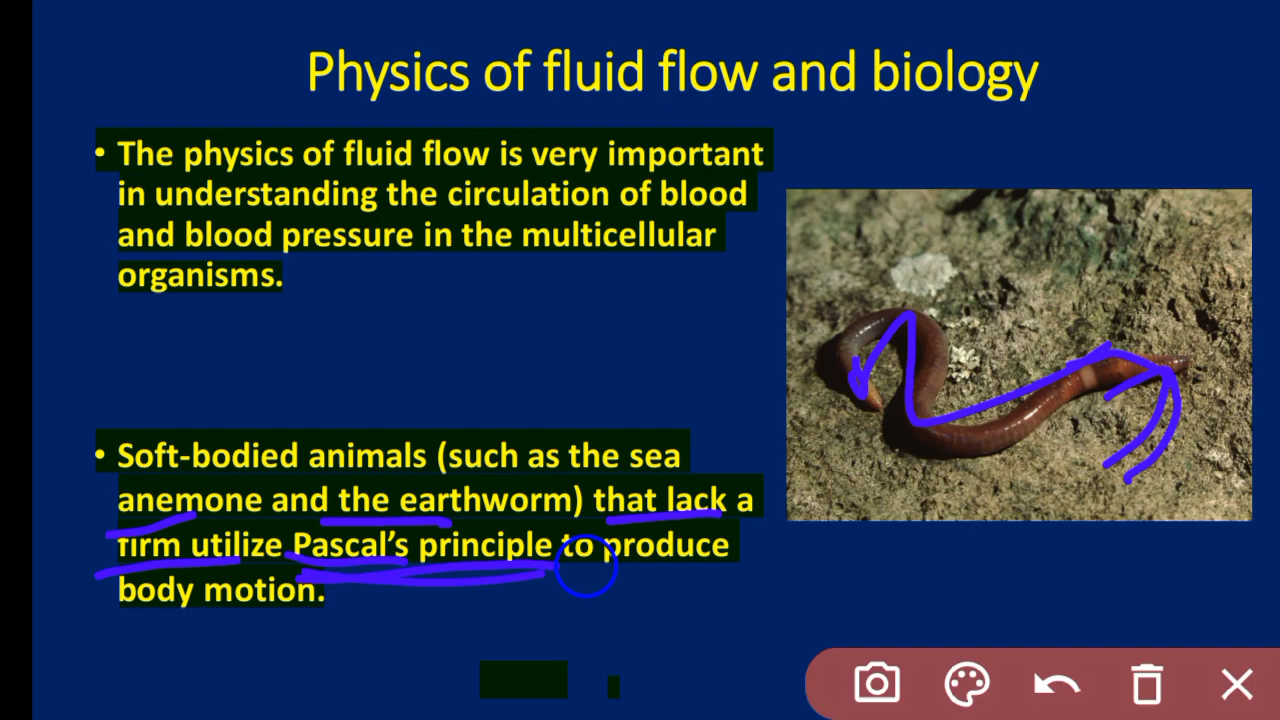 Physics of fluid flow and biology
• The physics of fluid flow is very important
in understanding the circulation of blood
and blood pressure in the multicellular
organisms.
• Soft-bodied animals (such as the sea
anemone and the earthworm) that lack a
firm utilize Pascal's principle to produce
body motion.